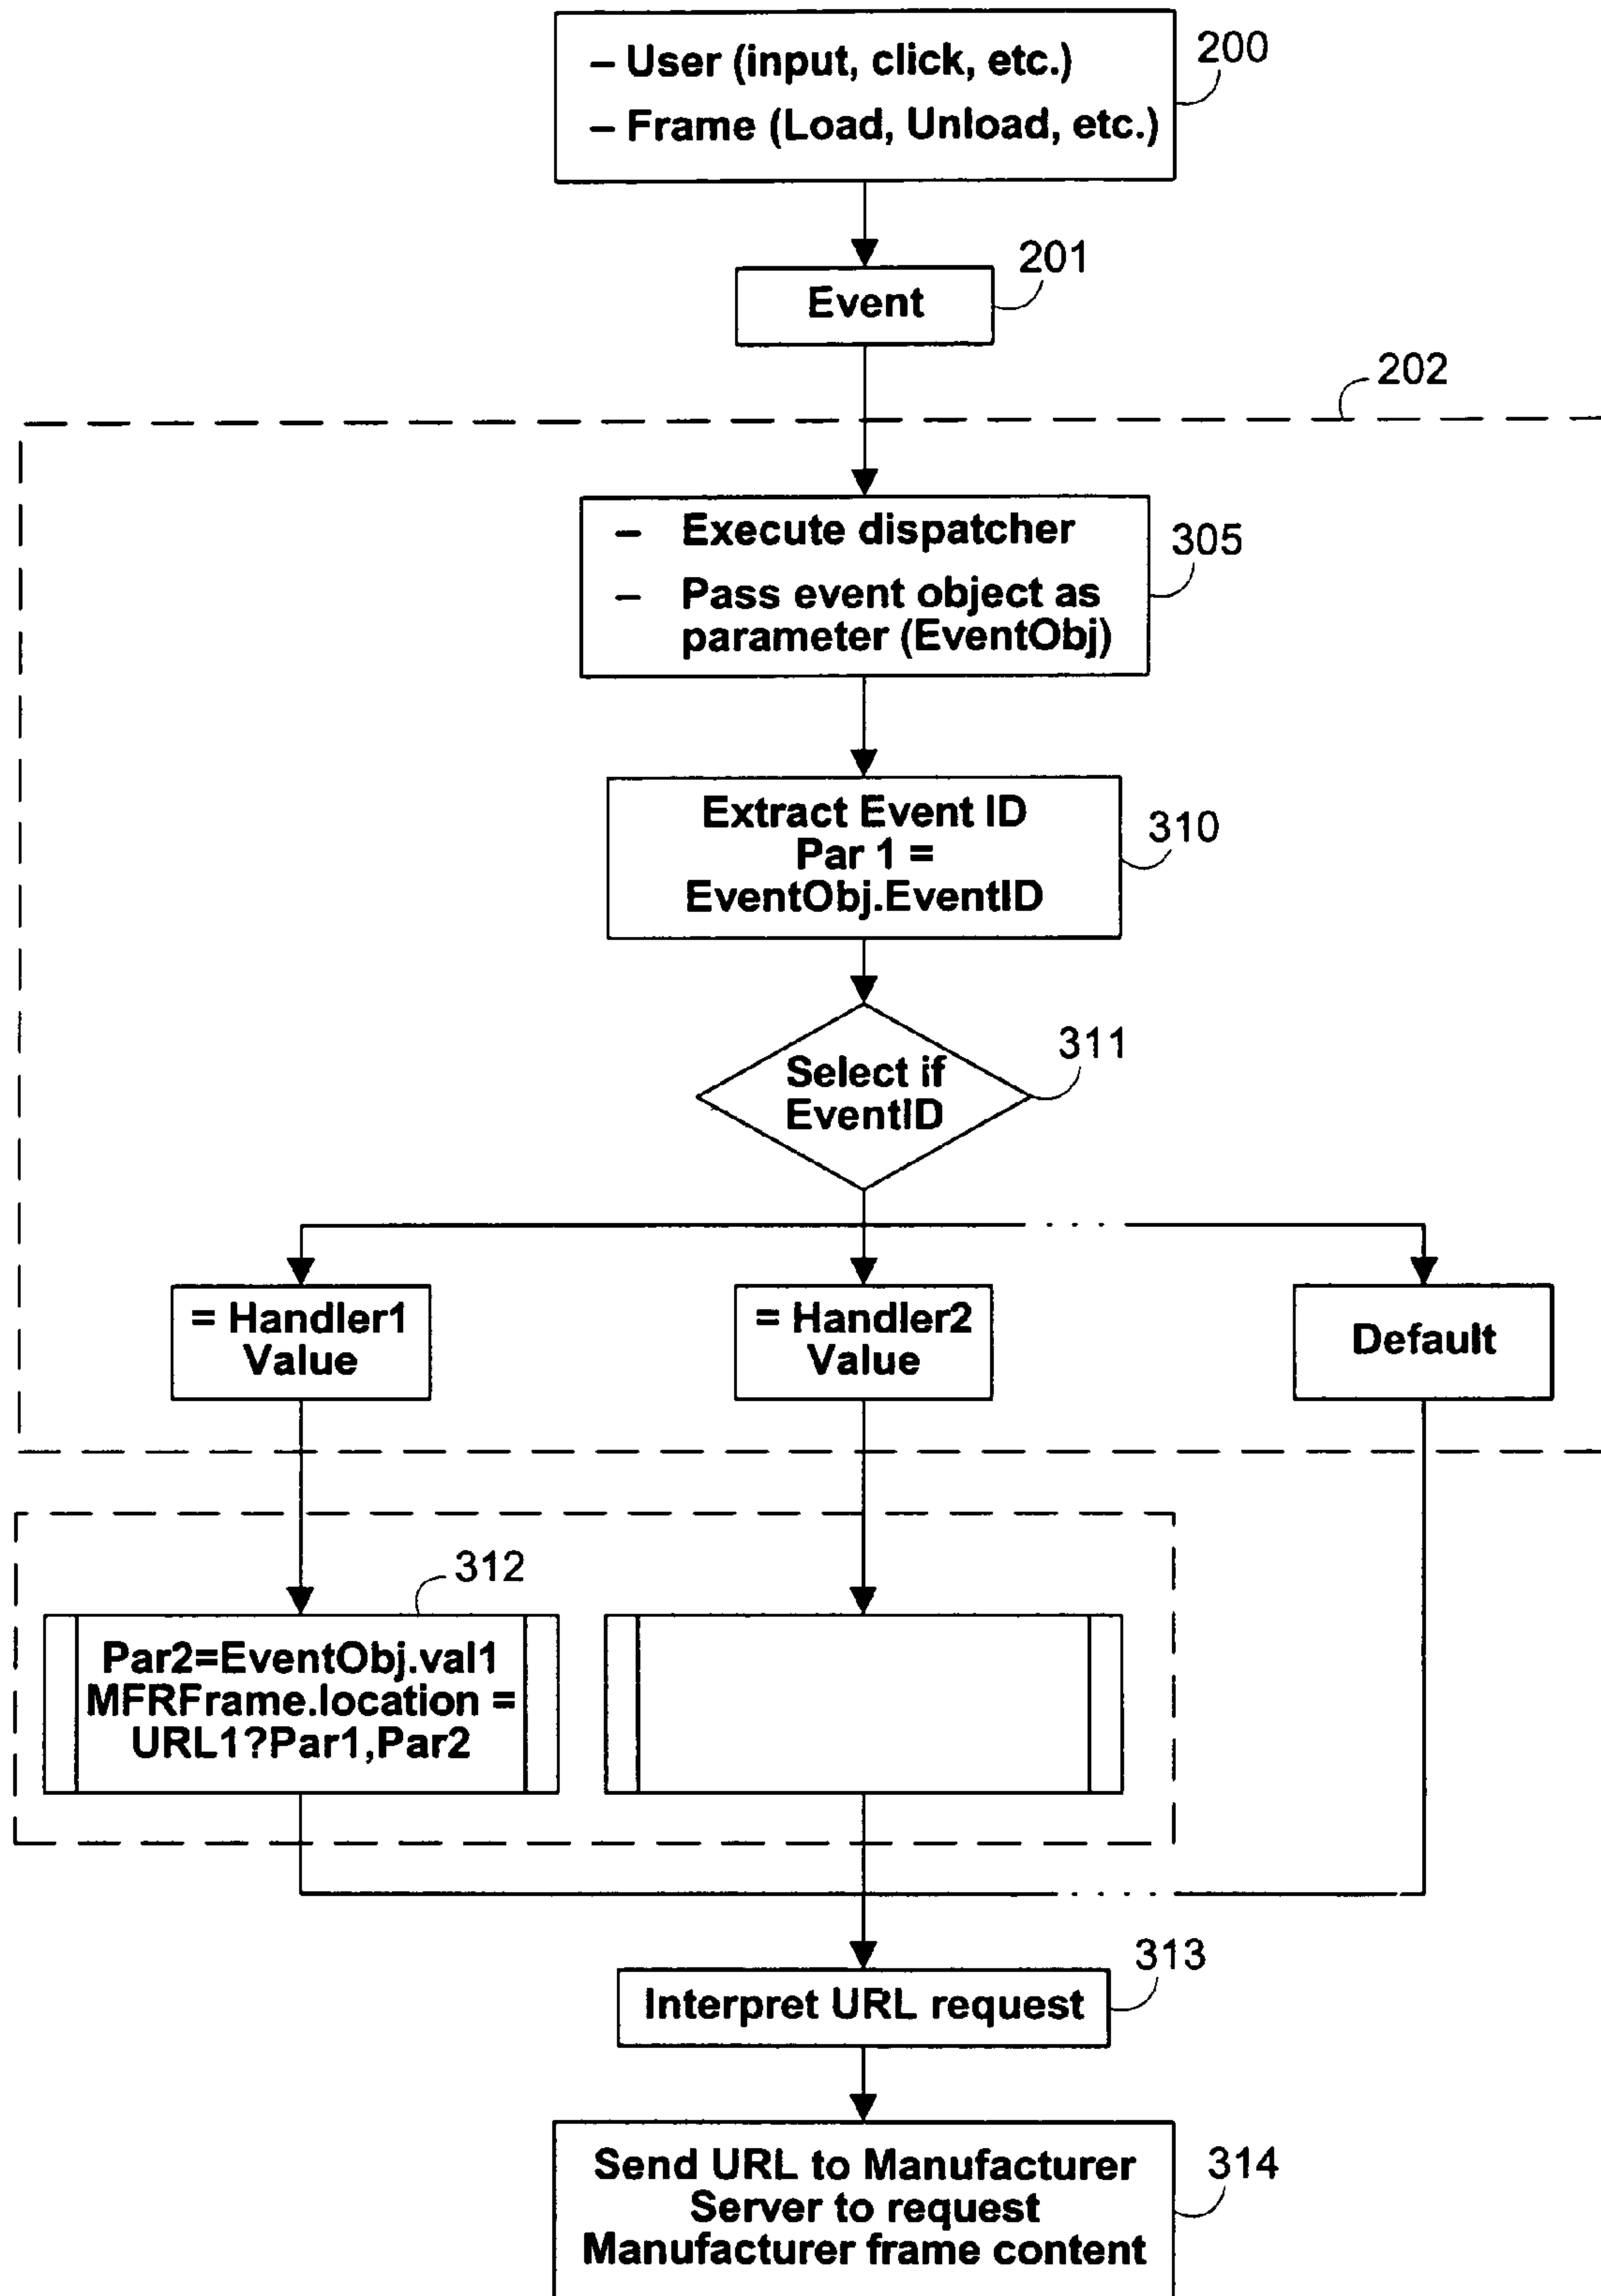 – User (input, click, etc.)
– Frame (Load, Unload, etc.)
200
201
Event
202
– Execute dispatcher
– Pass event object as
parameter (EventObj)
305
Extract Event ID
Par 1 =
EventObj.EventID
310
Select if
EventID
311
= Handler1
Value
= Handler2
Value
Default
312
Par2=EventObj.val1
MFRFrame.location =
URL1?Par1,Par2
313
Interpret URL request
Send URL to Manufacturer
Server to request
Manufacturer frame content
314